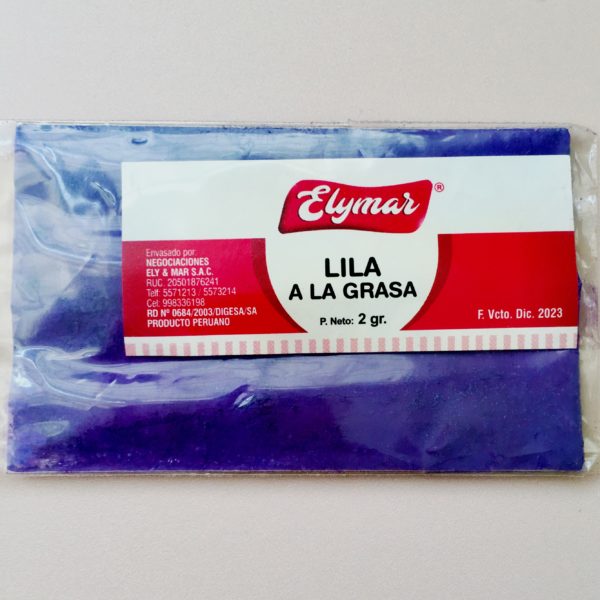 Elymar®
LILA
A LA GRASA
P. Neto: 2 gr.
Envasado por:
NEGOCIACIONES
ELY & MAR S.A.C.
RUC. 20501876241
Telf: 5571213 / 5573214
Cel: 998336198
RD Nº 0684/2003/DIGESA/SA
PRODUCTO PERUANO
F. Vcto. Dic. 2023